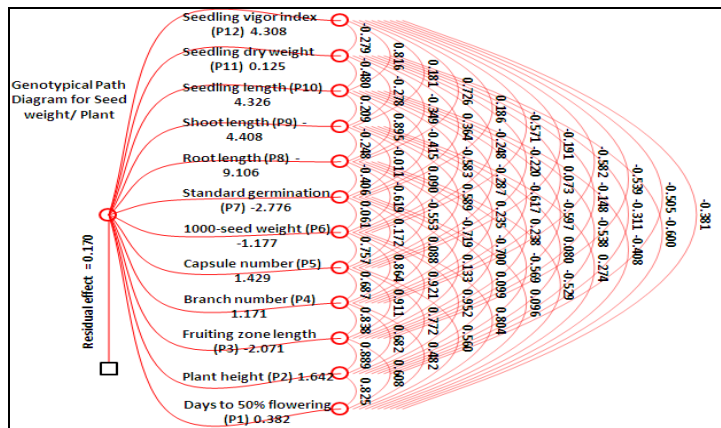 Seedling vigor index
(P12) 4.308
Seedling dry weight
(P11) 0.125
Genotypical Path
Diagram for Seed
weight/ Plant
Seedling length (P10)
4.326
Shoot length (P9) -
4.408
Root length (P8) -
9.106
Standard germination
(P7) -2.776
1000-seed weight (P6)
-1.177
Capsule number (P5)
1.429
Branch number (P4)
1.171
Fruiting zone length
(P3) -2.071
Plant height (P2) 1.642
Days to 50% flowering
(P1) 0.382
Residual effect = 0.170
-0.279 -0.480 0.209 -0.248 -0.406 0.061 0.757 0.687 0.838 0.889 0.825
0.816 -0.278 0.895 -0.011 -0.619 0.172 0.864 0.911 0.682 0.608
0.181 -0.349 -0.415 0.090 -0.553 0.088 0.921 0.772 0.482
0.726 0.364 -0.583 0.583 -0.719 0.133 0.952 0.560
0.186 -0.248 -0.287 0.235 -0.700 0.099 0.804
-0.571 -0.220 -0.617 0.238 -0.569 0.096
-0.191 0.073 -0.597 0.080 -0.529
-0.582 -0.148 -0.538 0.274
-0.539 -0.311 -0.408
-0.505 -0.600
-0.381